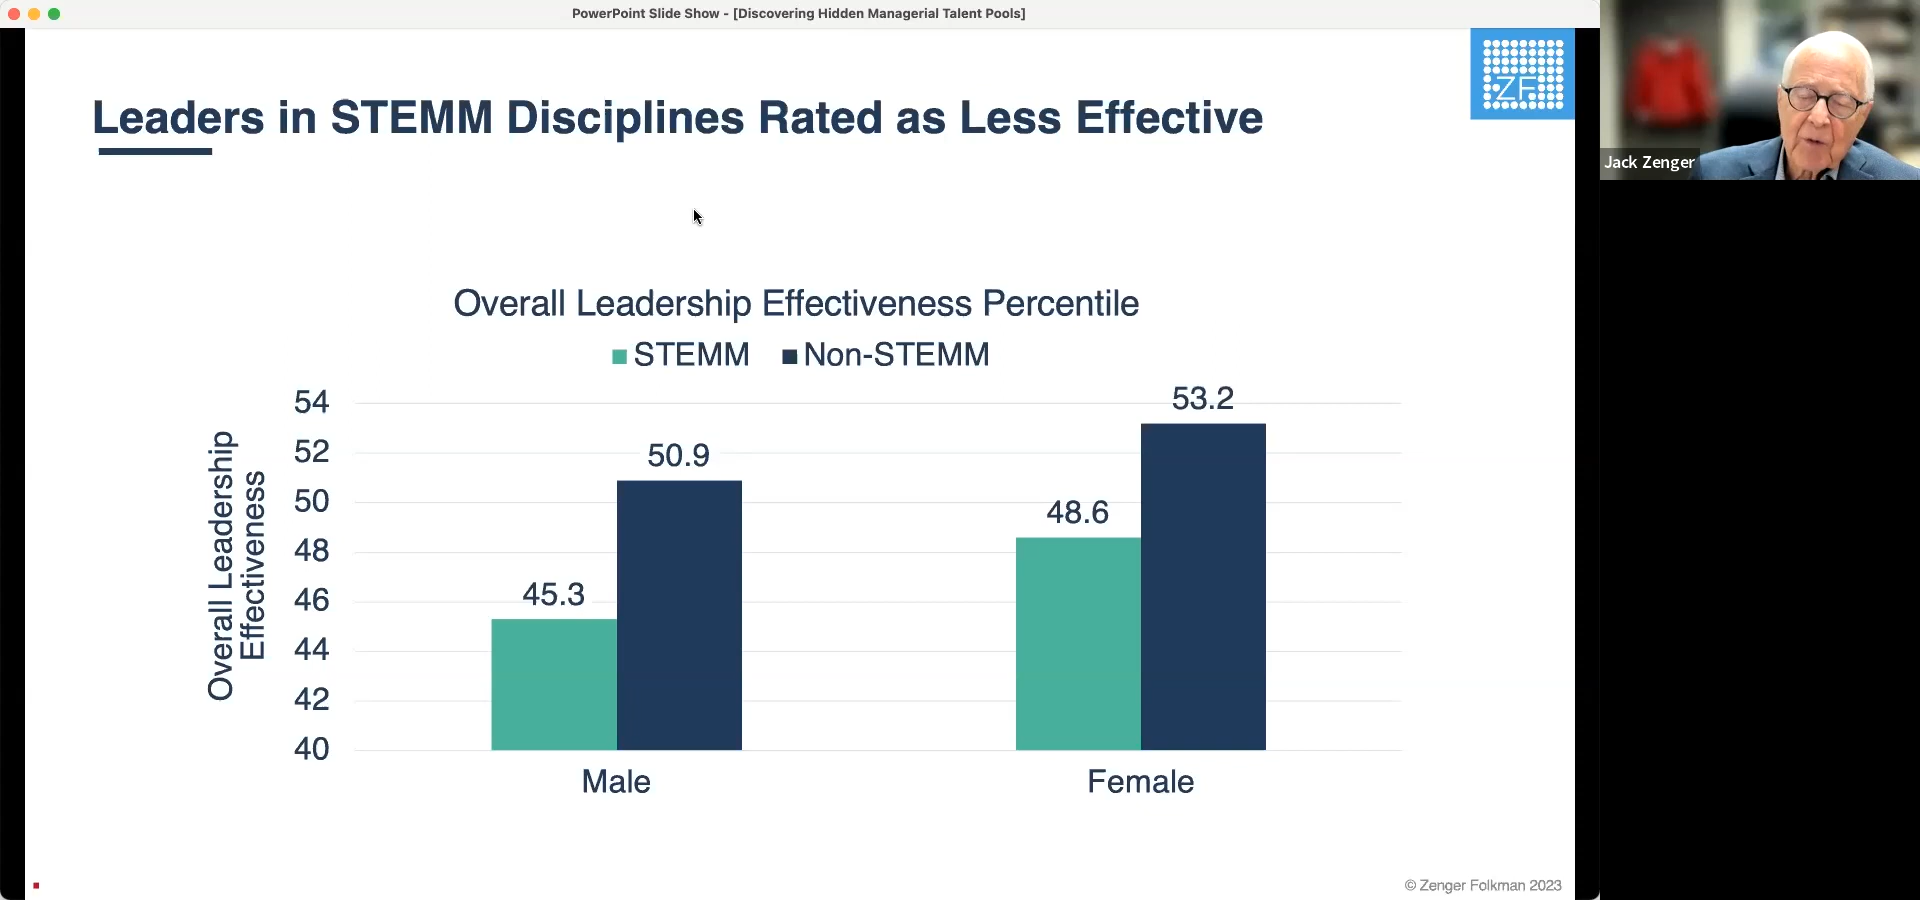 PowerPoint Slide Show - [Discovering Hidden Managerial Talent Pools]
ZF
Leaders in STEMM Disciplines Rated as Less Effective
Jack Zenger
Overall Leadership Effectiveness Percentile
STEMM Non-STEMM
Overall Leadership
Effectiveness
54
52
50
48
46
44
42
40
45.3
50.9
48.6
53.2
Male
Female
© Zenger Folkman 2023